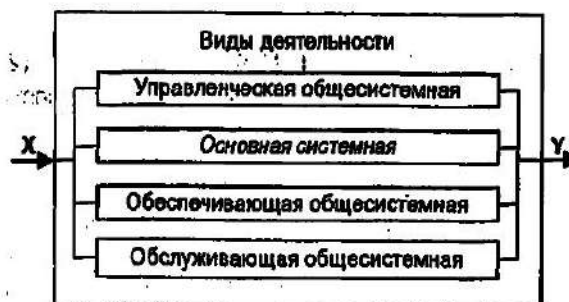 Виды деятельности
Управленческая общесистемная
X
Основная системная
Y
Обеспечивающая общесистемная
Обслуживающая общесистемная